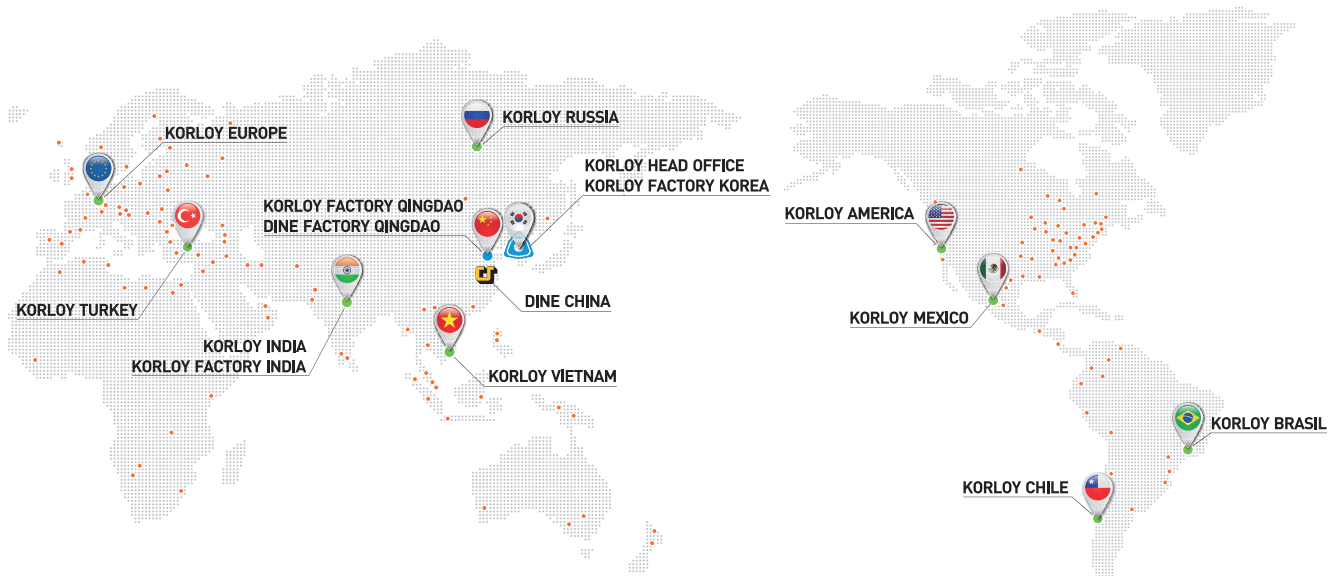 KORLOY EUROPE
KORLOY RUSSIA
KORLOY HEAD OFFICE
KORLOY FACTORY KOREA
KORLOY FACTORY QINGDAO
DINE FACTORY QINGDAO
KORLOY AMERICA
DINE CHINA
KORLOY TURKEY
KORLOY MEXICO
KORLOY INDIA
KORLOY FACTORY INDIA
KORLOY VIETNAM
KORLOY BRASIL
KORLOY CHILE